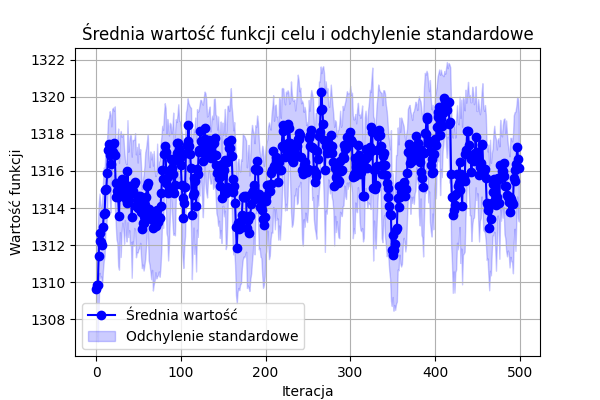 Średnia wartość funkcji celu i odchylenie standardowe
Wartość funkcji
1322
1320
1318
1316
1314
1312
1310
1308
Średnia wartość
Odchylenie standardowe
0 100 200 300 400 500
Iteracja